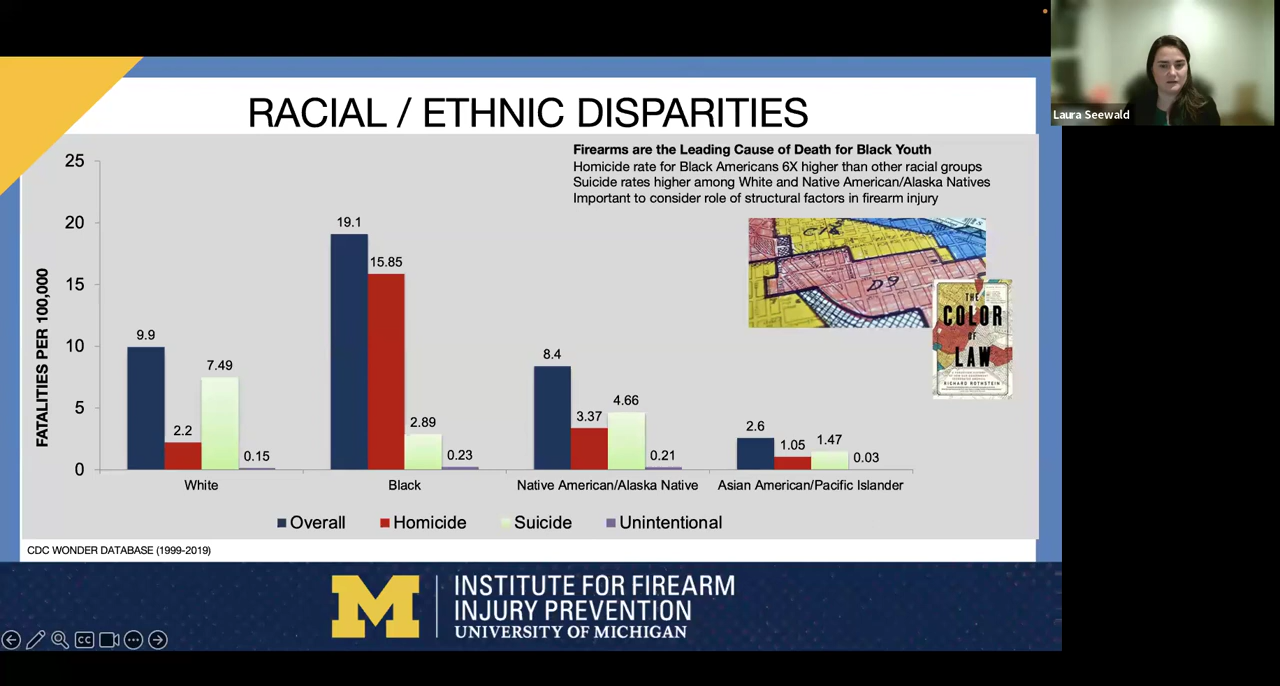 Laura Seewald
RACIAL / ETHNIC DISPARITIES
Firearms are the Leading Cause of Death for Black Youth
Homicide rate for Black Americans 6X higher than other racial groups
Suicide rates higher among White and Native American/Alaska Natives
Important to consider role of structural factors in firearm injury
D9
THE
COLOR
OF
LAW
RICHARD ROTHSTEIN
FATALITIES PER 100,000
25
20
15
10
5
0
9.9
2.2
7.49
0.15
19.1
15.85
2.89
0.23
8.4
3.37
4.66
0.21
2.6
1.05
1.47
0.03
White
Black
Native American/Alaska Native
Asian American/Pacific Islander
Overall
Homicide
Suicide
Unintentional
CDC WONDER DATABASE (1999-2019)
M
INSTITUTE FOR FIREARM
INJURY PREVENTION
UNIVERSITY OF MICHIGAN
CC